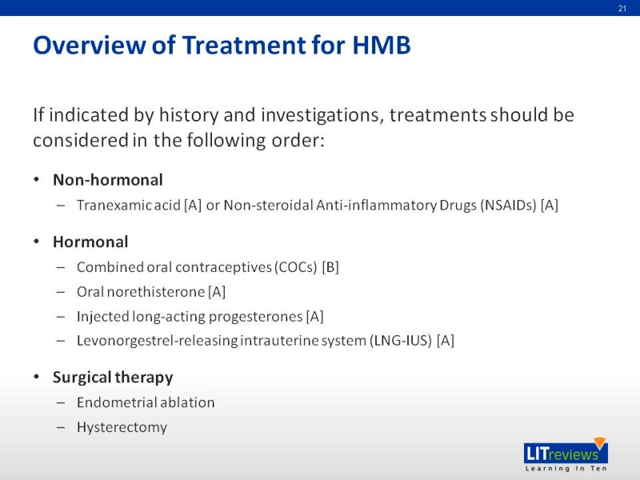 21
Overview of Treatment for HMB
If indicated by history and investigations, treatments should be
considered in the following order:
• Non-hormonal
– Tranexamic acid [A] or Non-steroidal Anti-inflammatory Drugs (NSAIDs) [A]
• Hormonal
– Combined oral contraceptives (COCs) [B]
– Oral norethisterone [A]
– Injected long-acting progesterones [A]
– Levonorgestrel-releasing intrauterine system (LNG-IUS) [A]
• Surgical therapy
– Endometrial ablation
– Hysterectomy
LITreviews
Learning In Ten